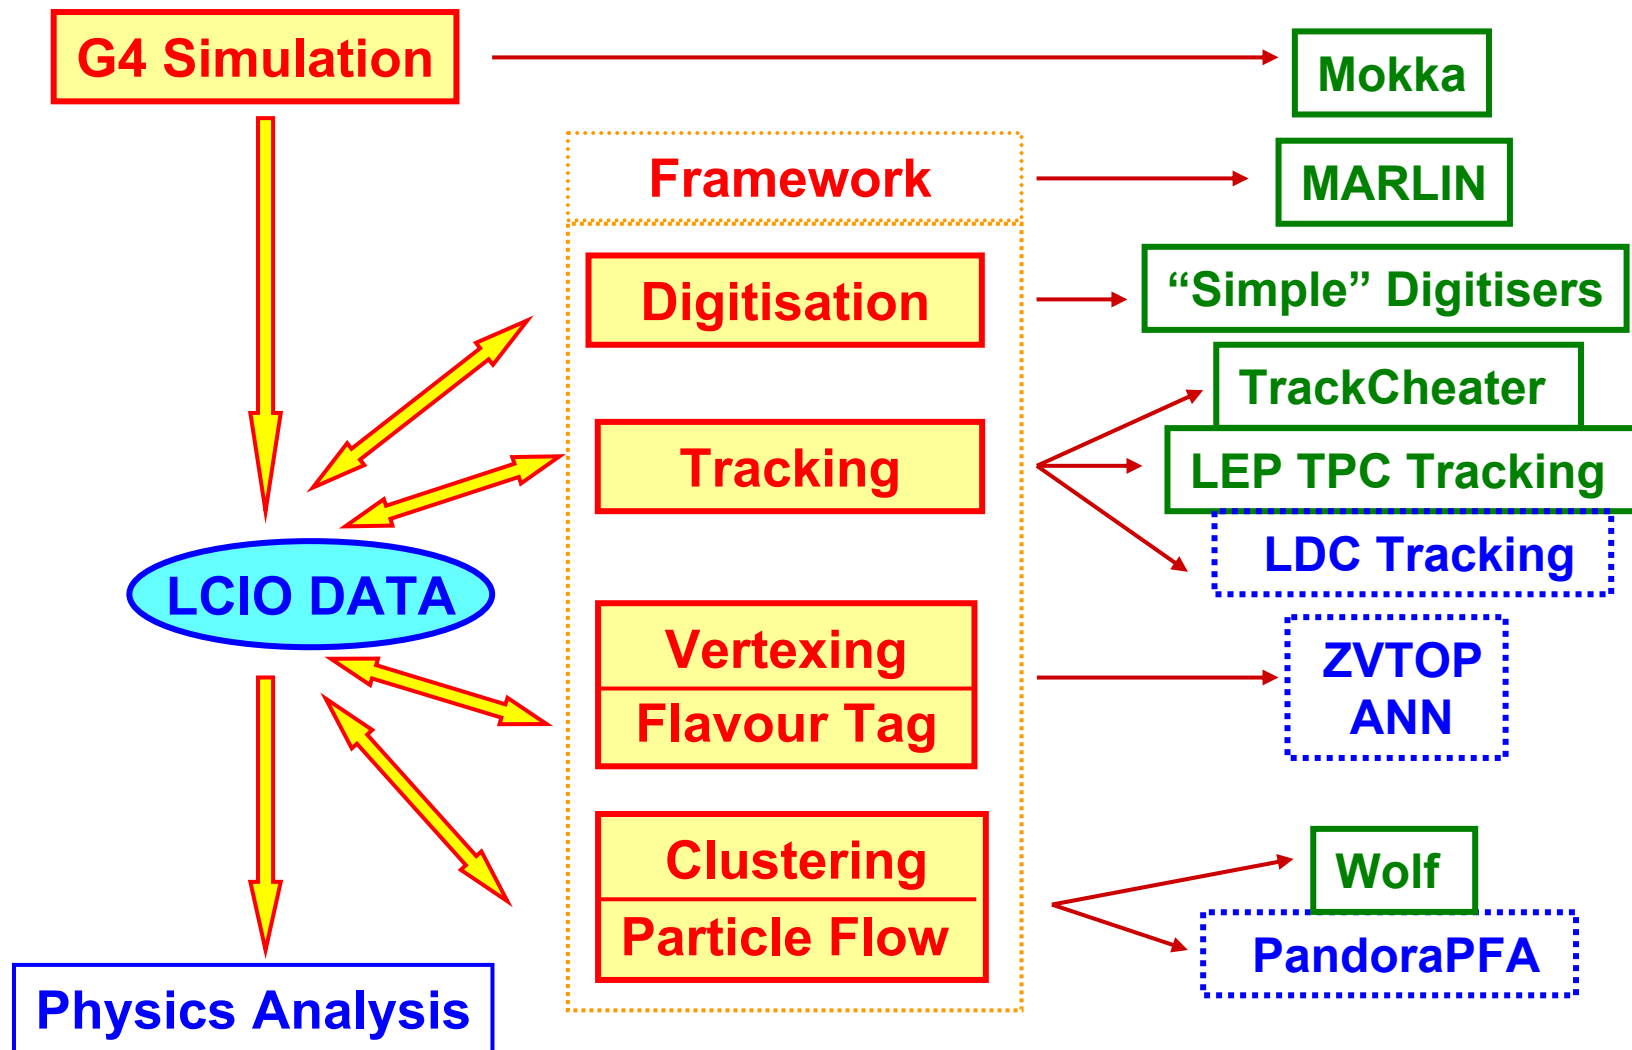 G4 Simulation
Mokka
Framework
MARLIN
Digitisation
“Simple” Digitisers
TrackCheater
Tracking
LEP TPC Tracking
LDC Tracking
LCIO DATA
Vertexing
Flavour Tag
ZVTOP
ANN
Clustering
Particle Flow
Wolf
PandoraPFA
Physics Analysis